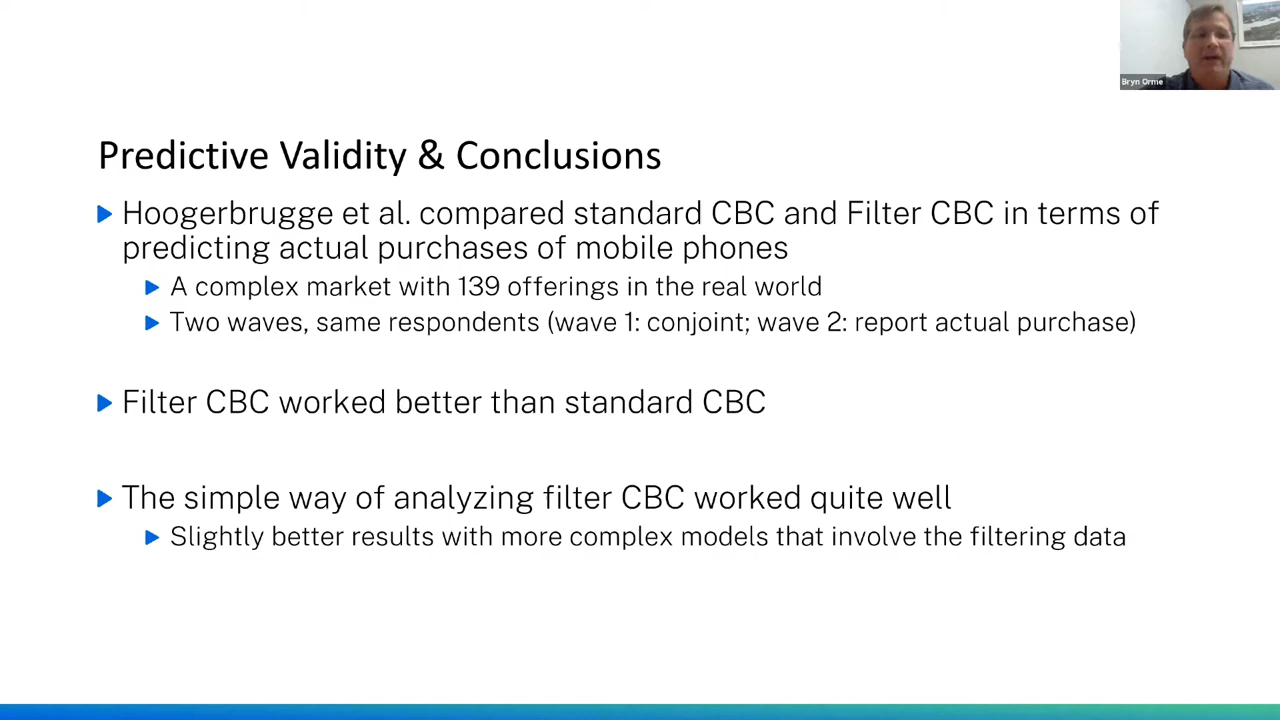 Bryn Orme
Predictive Validity & Conclusions
Hoogerbrugge et al. compared standard CBC and Filter CBC in terms of
predicting actual purchases of mobile phones
A complex market with 139 offerings in the real world
Two waves, same respondents (wave 1: conjoint; wave 2: report actual purchase)
Filter CBC worked better than standard CBC
The simple way of analyzing filter CBC worked quite well
Slightly better results with more complex models that involve the filtering data